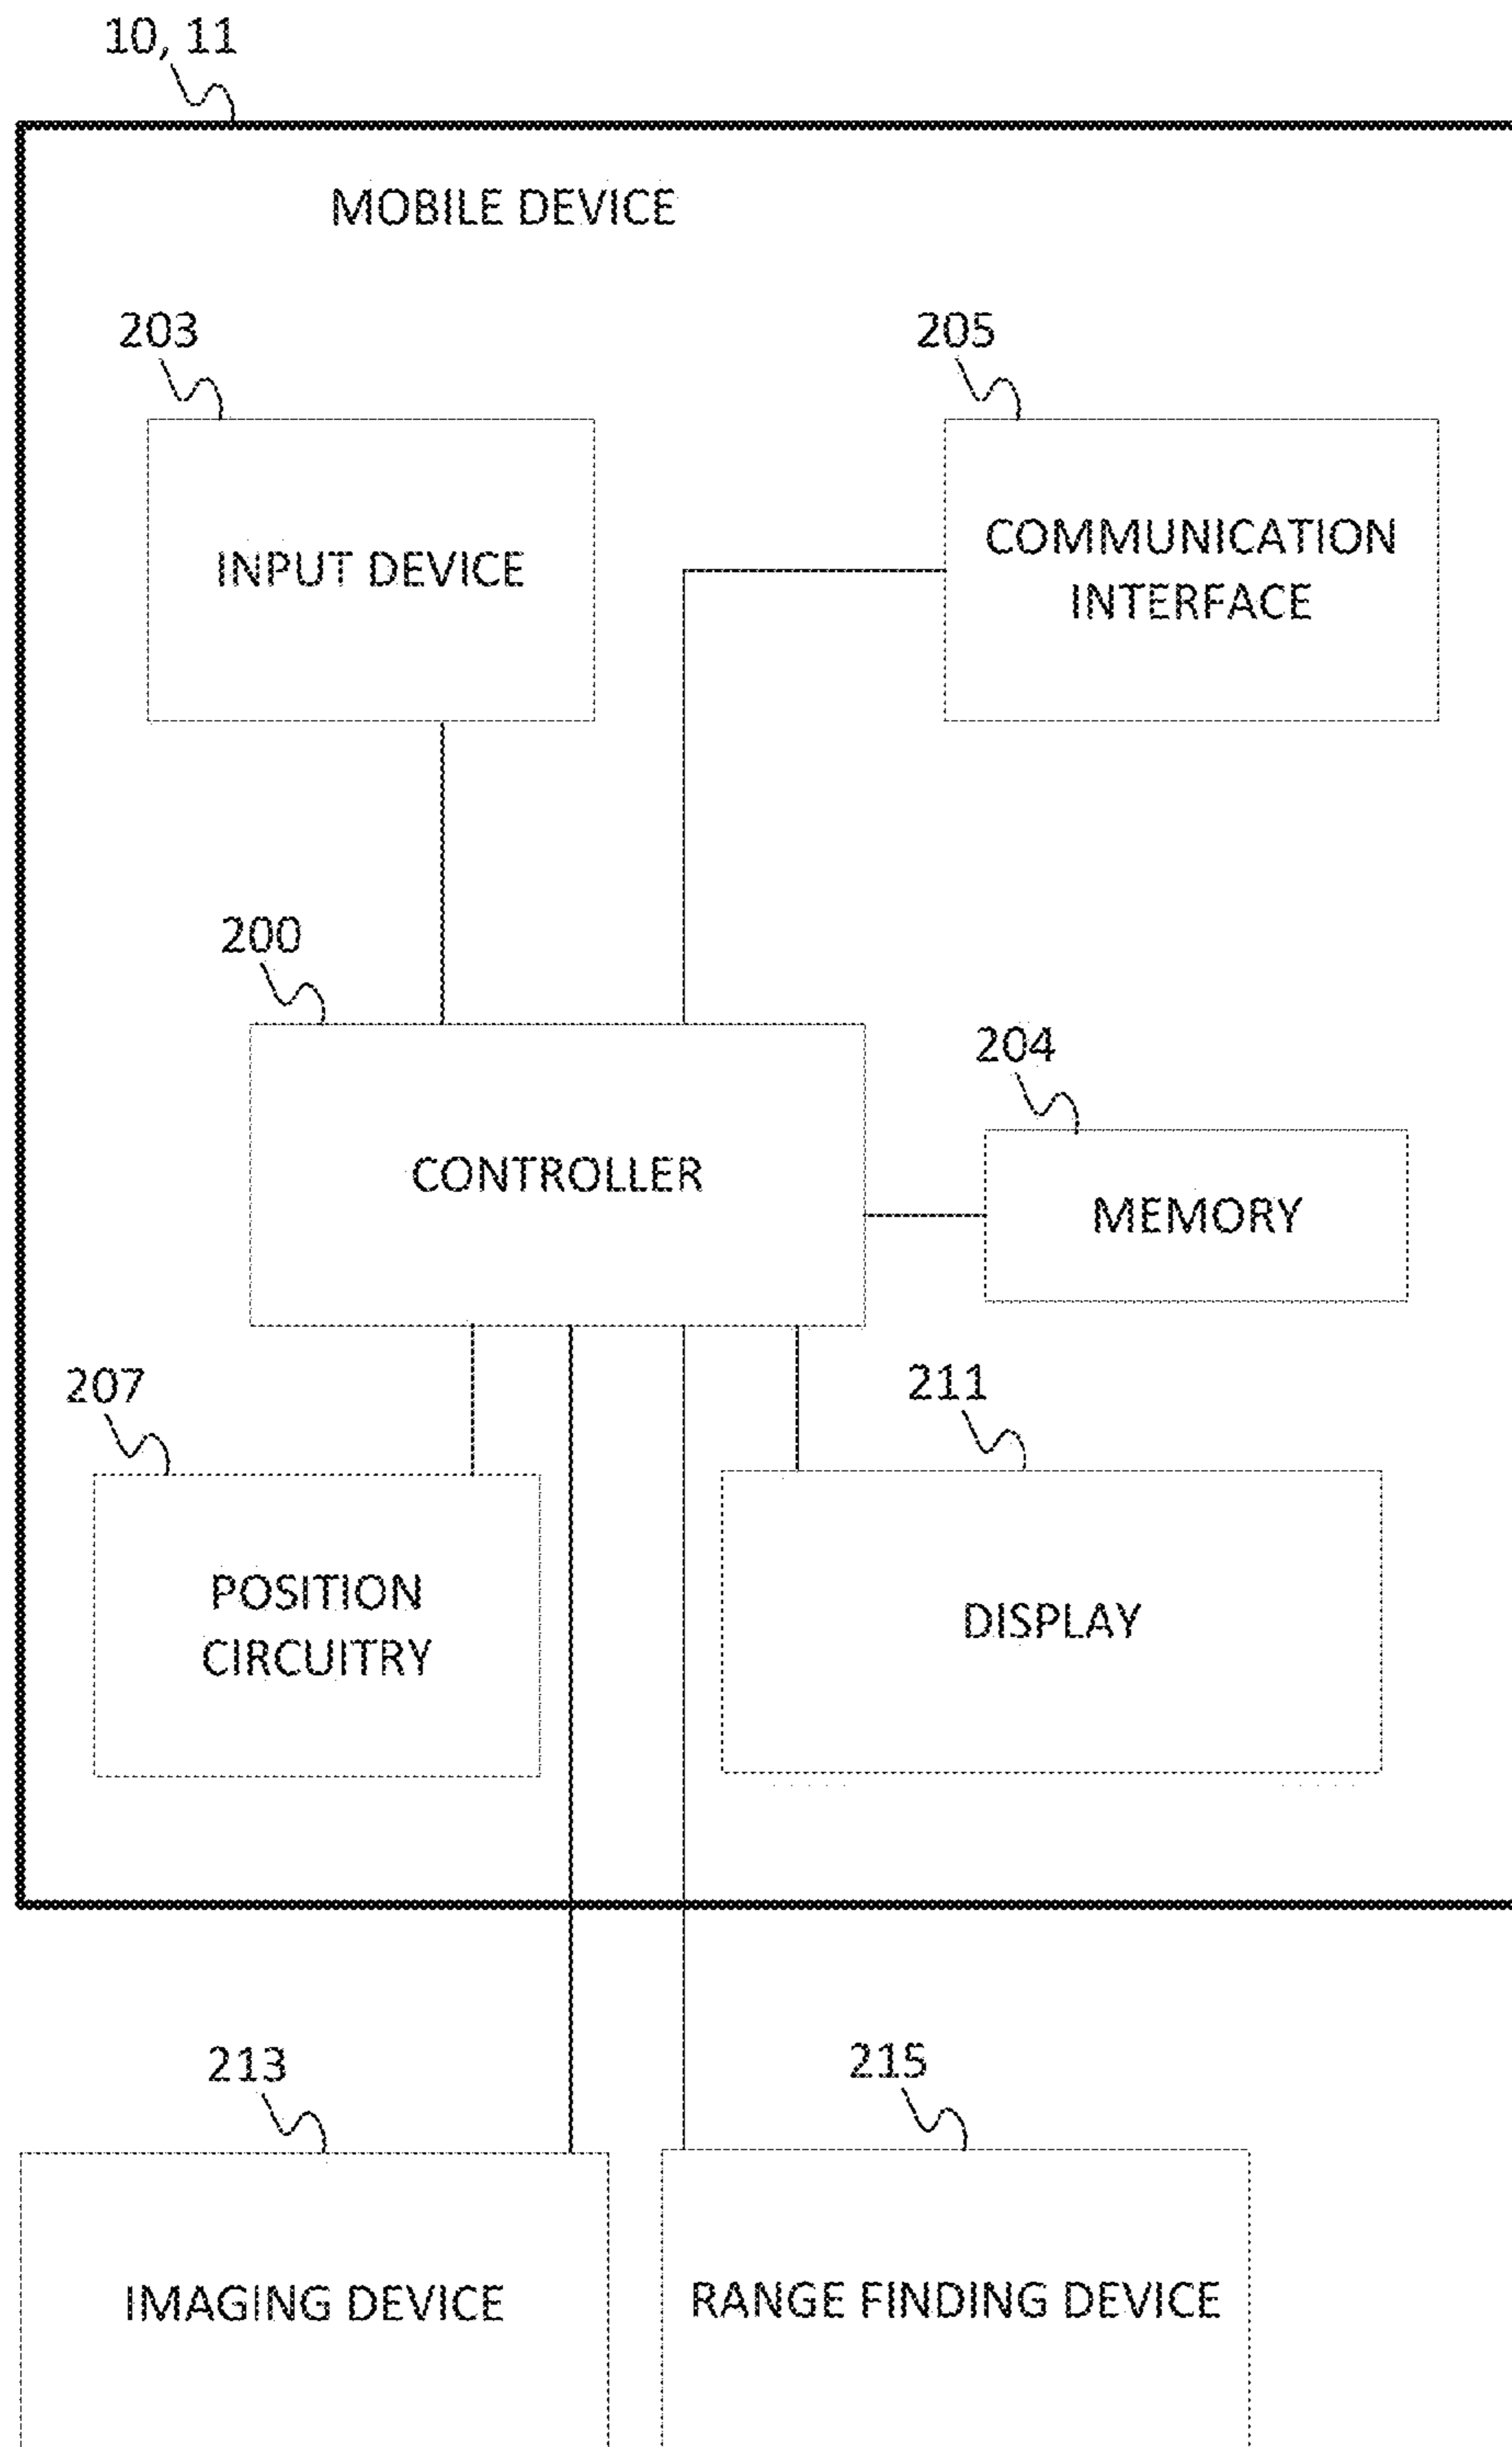 10, 11
MOBILE DEVICE
203
205
INPUT DEVICE
COMMUNICATION
INTERFACE
200
204
CONTROLLER
MEMORY
207
211
POSITION
CIRCUITRY
DISPLAY
213
215
IMAGING DEVICE
RANGE FINDING DEVICE